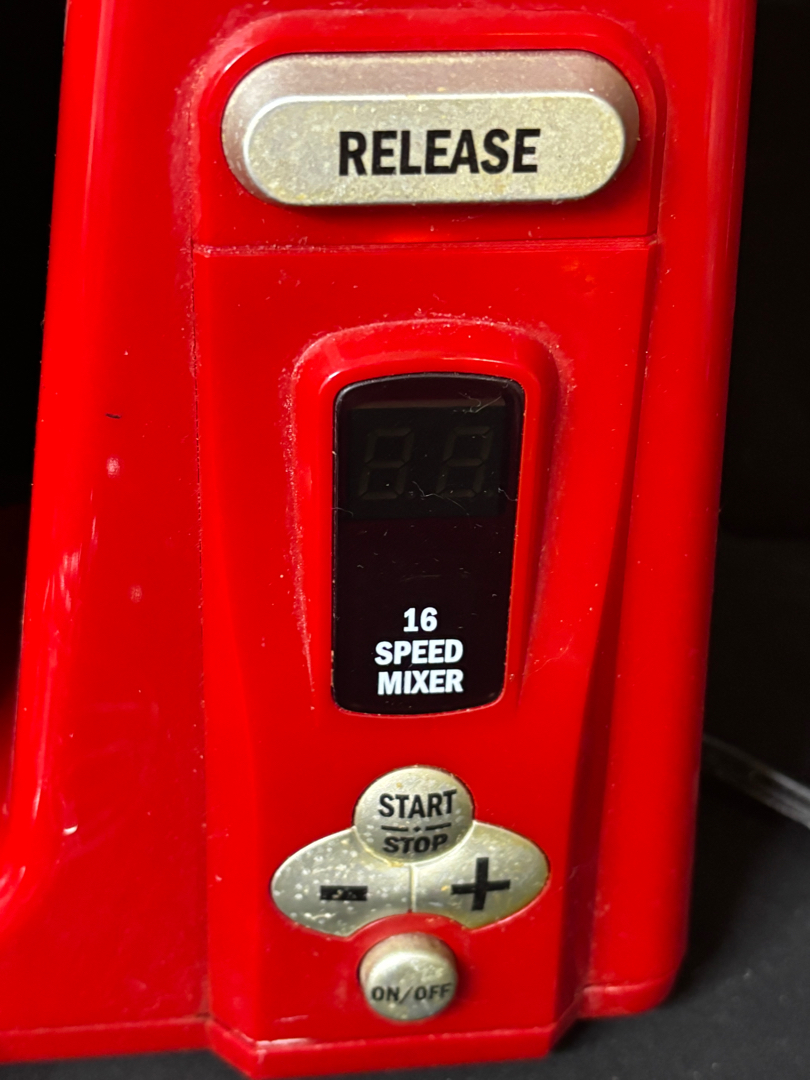 RELEASE
16
SPEED
MIXER
START
STOP
- +
ON/OFF